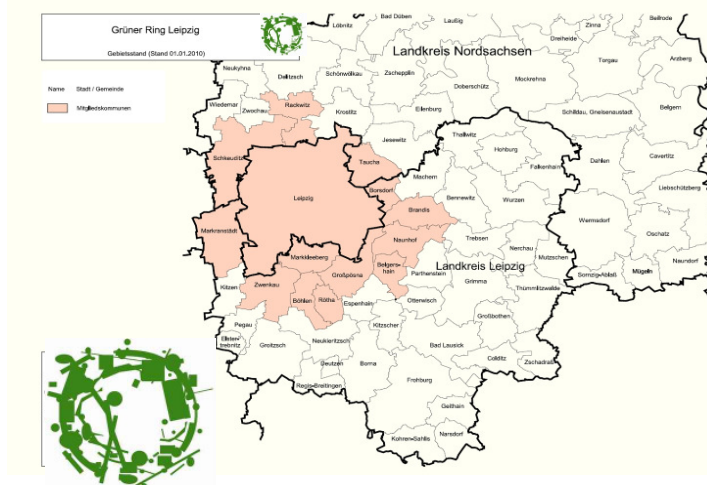 Grüner Ring Leipzig
Gebietsstand (Stand 01.01.2010)
Name Stadt / Gemeinde
Mitgliedskommunen
Bad Düben
Laußig
Zinna
Beilrode
Löbnitz
Dreiheide
Landkreis Nordsachsen
Neukyhna
Delitzsch
Schönwölkau
Zschepplin
Doberschütz
Mockrehna
Torgau
Arzberg
Wiedemar
Zwochau
Rackwitz
Krostitz
Eilenburg
Schildau, Gneisenaustadt
Belgern
Jesewitz
Thallwitz
Hohburg
Schkeuditz
Taucha
Machern
Falkenhain
Dahlen
Cavertitz
Leipzig
Borsdorf
Bennewitz
Wurzen
Liebschützberg
Brandis
Wermsdorf
Markranstädt
Naunhof
Trebsen
Nerchau
Oschatz
Markkleeberg
Belgers-
hain
Landkreis Leipzig
Mutzschen
Naundorf
Großpösna
Parthenstein
Grimma
Sornzig-Ablaß
Mügeln
Kitzen
Zwenkau
Böhlen
Rötha
Espenhain
Otterwisch
Thümmlitzwalde
Großbothen
Pegau
Kitzscher
Elster-
trebnitz
Groitzsch
Neukieritzsch
Bad Lausick
Deutzen
Borna
Colditz
Zschadraß
Regis-Breitingen
Frohburg
Geithain
Kohren-Sahlis
Narsdorf